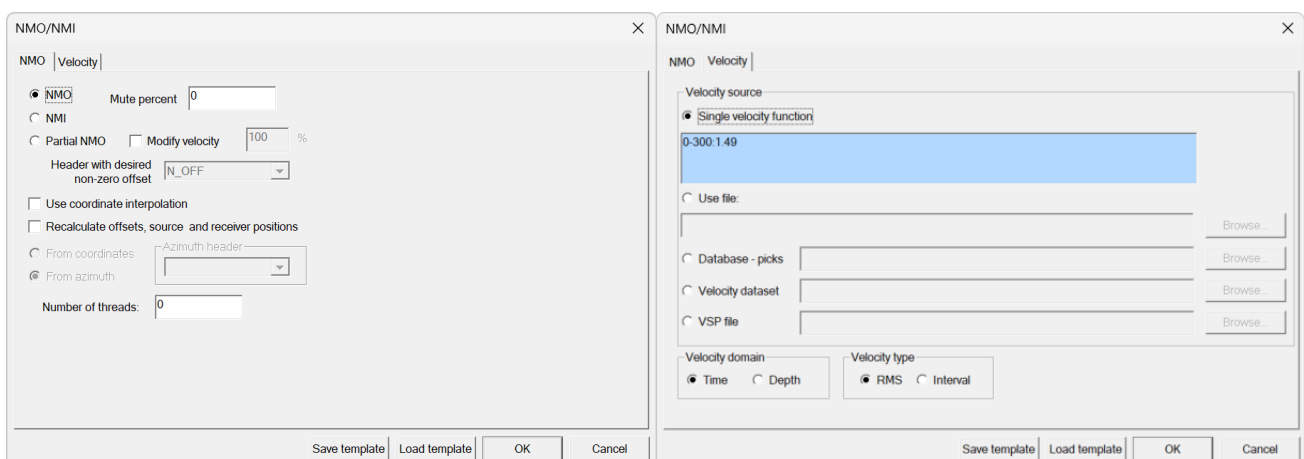 NMO/NMI
NMO Velocity
NMO Mute percent 0
NMI
Partial NMO Modify velocity 100 %
Header with desired
non-zero offset N_OFF
Use coordinate interpolation
Recalculate offsets, source and receiver positions
From coordinates Azimuth header
From azimuth
Number of threads: 0
Save template Load template OK Cancel
NMO/NMI
NMO Velocity
Velocity source
Single velocity function
0-300:1.49
Use file:
Browse...
Database - picks Browse...
Velocity dataset Browse...
VSP file Browse...
Velocity domain Velocity type
Time Depth RMS Interval
Save template Load template OK Cancel